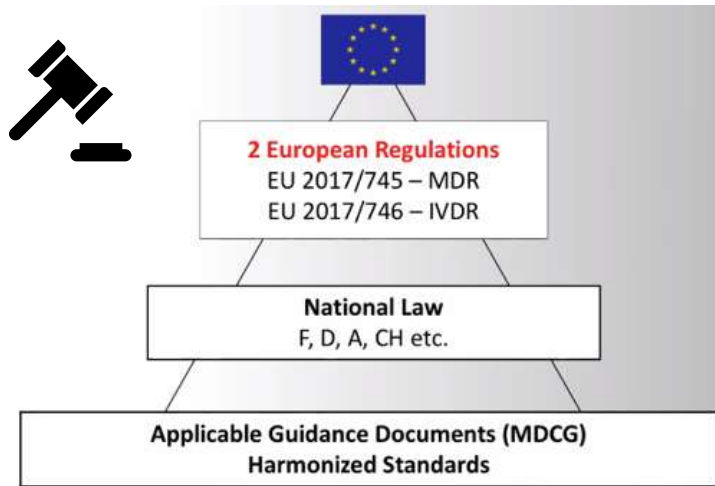 2 European Regulations
EU 2017/745 – MDR
EU 2017/746 – IVDR
National Law
F, D, A, CH etc.
Applicable Guidance Documents (MDCG)
Harmonized Standards